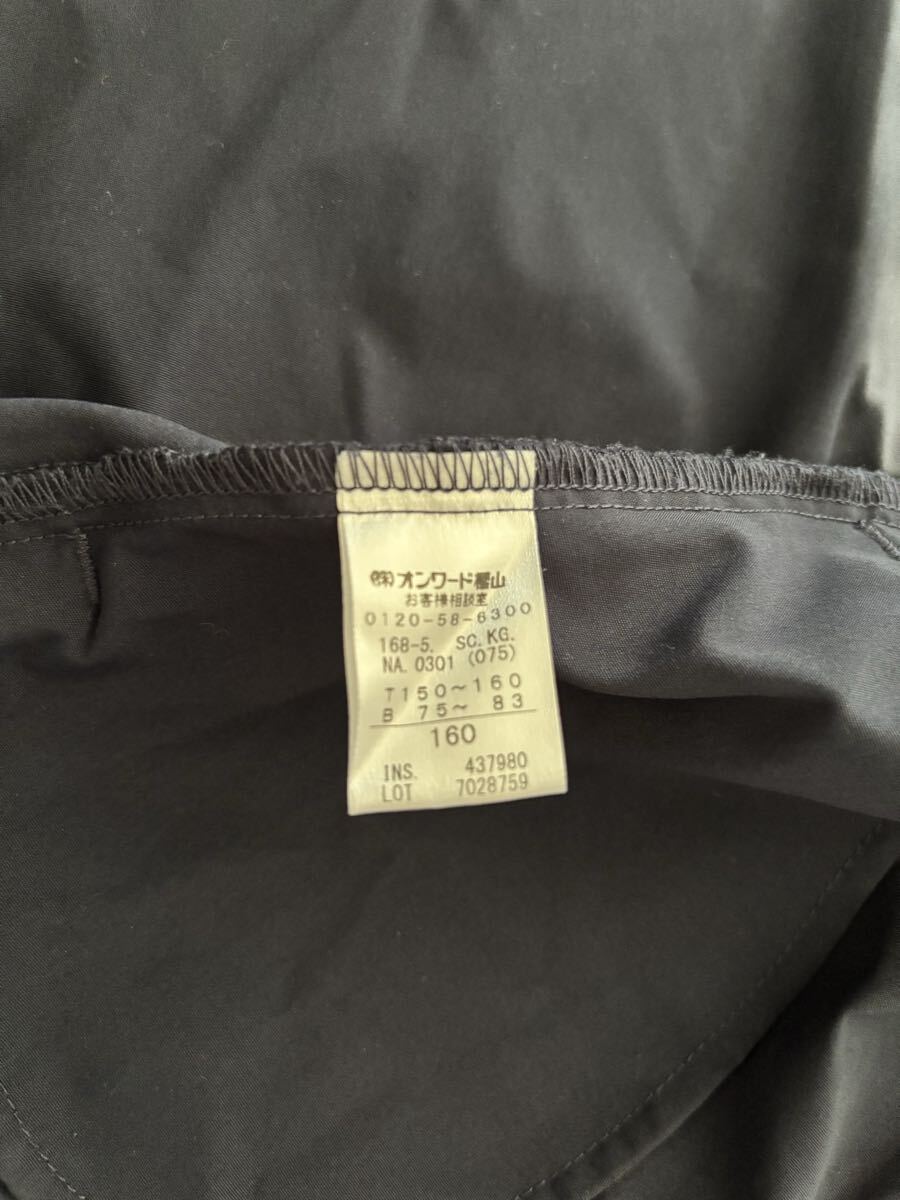 ㈱オンワード樫山
お客様相談室
0120-58-6300
168-5. SC.KG.
NA. 0301 (075)
T150～160
B 75～ 83
160
INS. 437980
LOT 7028759